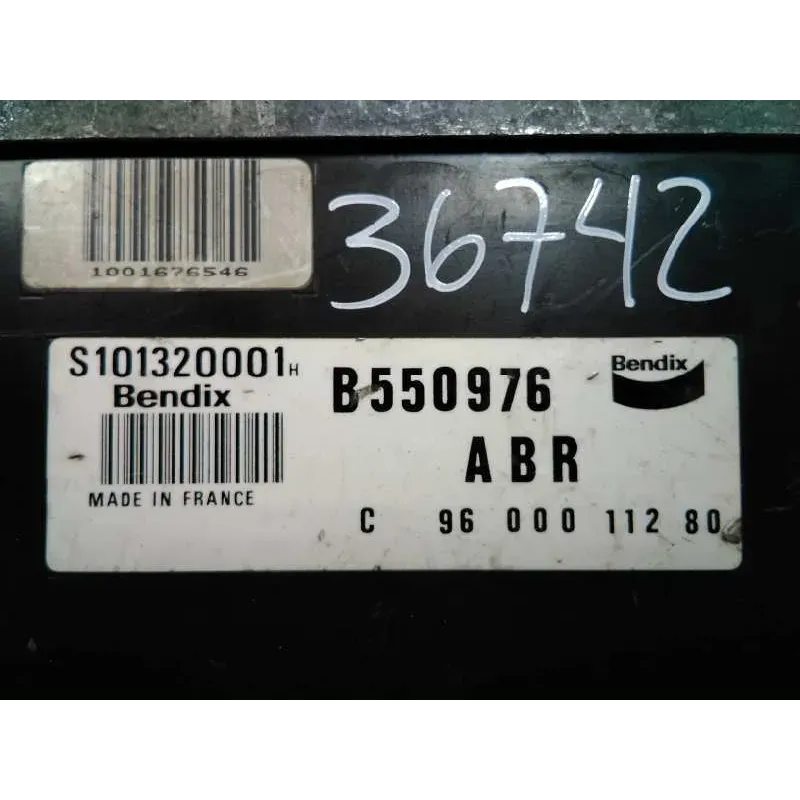 1001676546
36742
S101320001H
Bendix
MADE IN FRANCE
B550976
Bendix
ABR
C 96 000 112 80